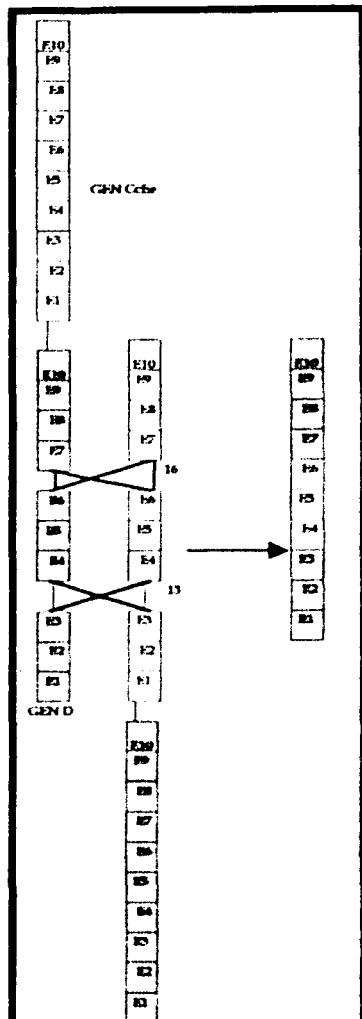 E10
E9
E8
E7
E6
E5
GEN Ccbe
E4
E3
E2
E1
E10 E10 E10
E9 E9 E9
E8 E8 E8
E7 E7 E7
16
E6 E6 E6
E5 E5 E5
E4 E4 E4
13
E3 E3 E3
E2 E2 E2
E1 E1 E1
GEN D
E10
E9
E8
E7
E6
E5
E4
E3
E2
E1